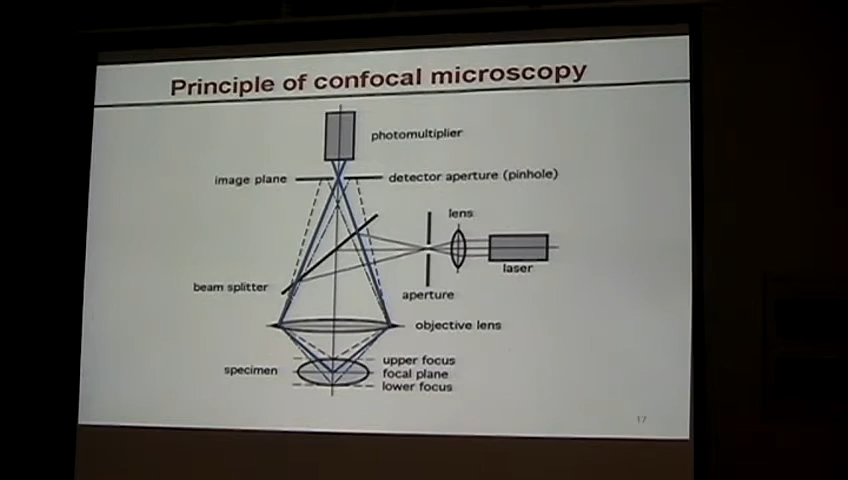 Principle of confocal microscopy
photomultiplier
image plane
detector aperture (pinhole)
lens
laser
beam splitter
aperture
objective lens
specimen
upper focus
focal plane
lower focus
17